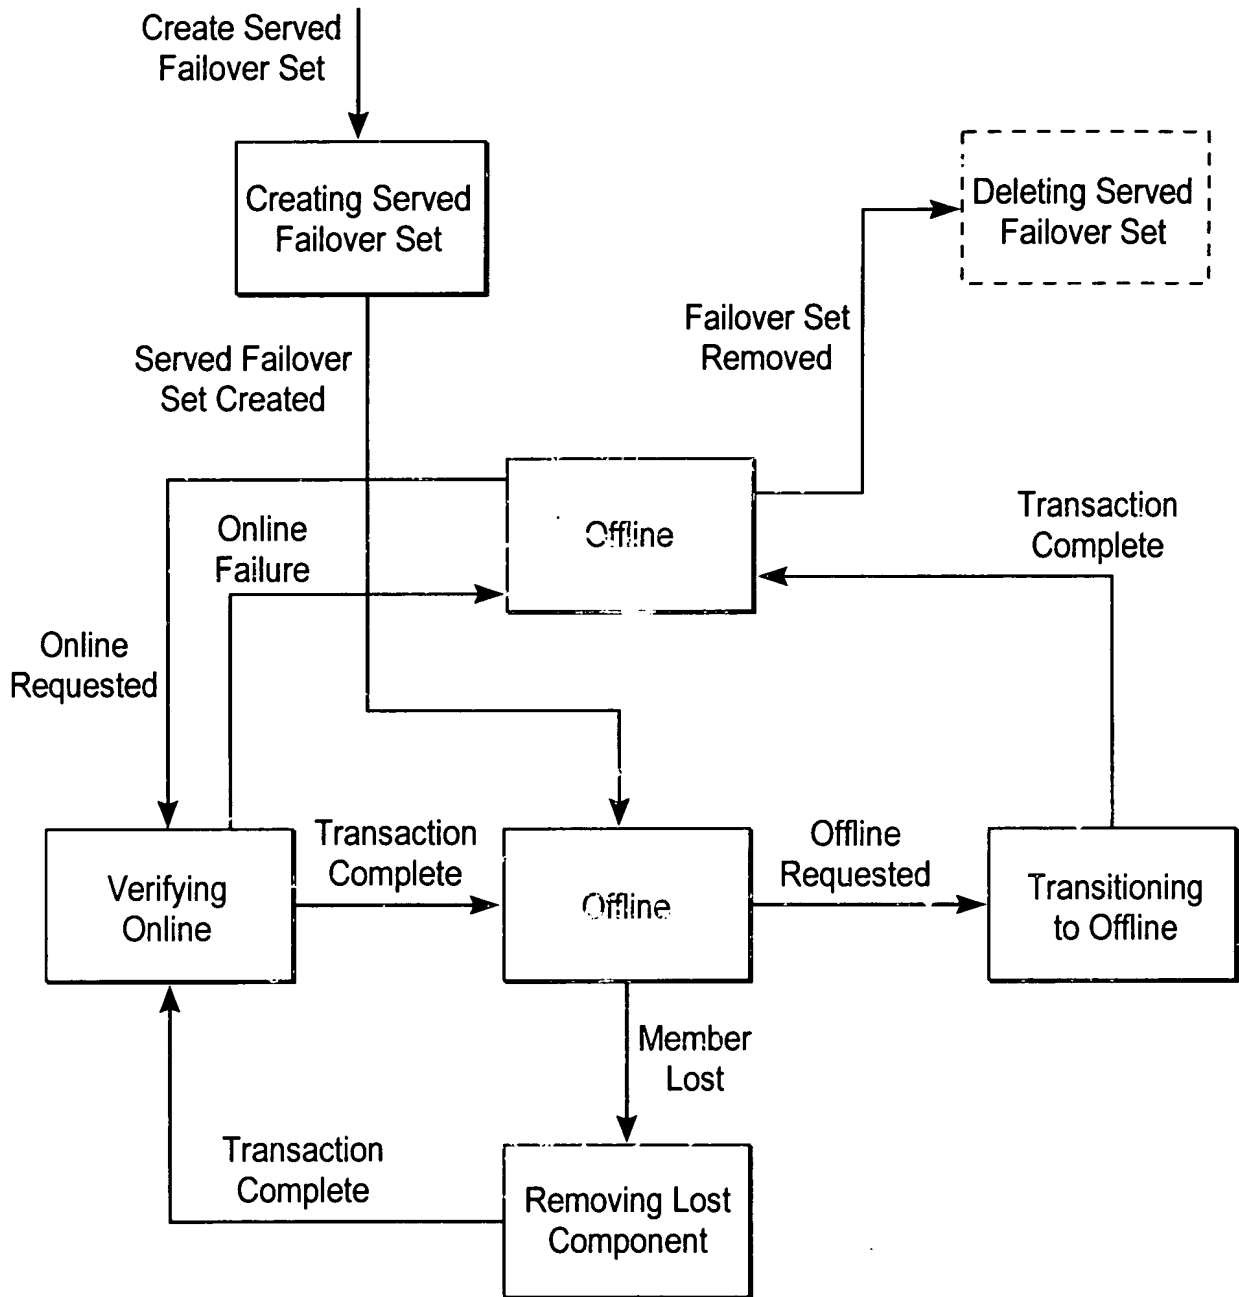 Create Served
Failover Set
Creating Served
Failover Set
Deleting Served
Failover Set
Failover Set
Removed
Served Failover
Set Created
Offline
Transaction
Complete
Online
Failure
Online
Requested
Verifying
Online
Transaction
Complete
Offline
Offline
Requested
Transitioning
to Offline
Member
Lost
Transaction
Complete
Removing Lost
Component